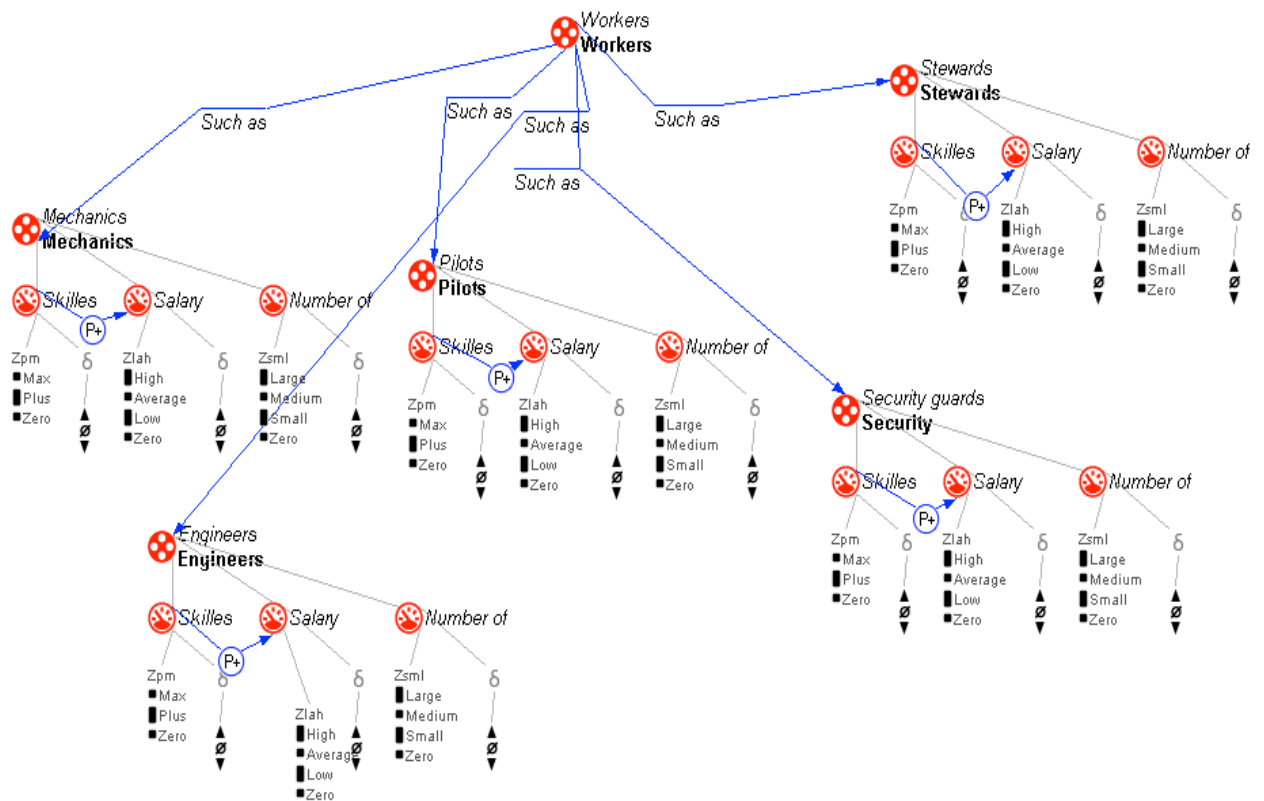 Workers
Workers
Such as
Such as
Such as
Such as
Such as
Stewards
Stewards
Skilles
Salary
Number of
P+
Zpm
Max
Plus
Zero
δ
Ø
Zlah
High
Average
Low
Zero
δ
Ø
Zsml
Large
Medium
Small
Zero
δ
Ø
Mechanics
Mechanics
Skilles
Salary
Number of
P+
Zpm
Max
Plus
Zero
δ
Ø
Zlah
High
Average
Low
Zero
δ
Ø
Zsml
Large
Medium
Small
Zero
δ
Ø
Pilots
Pilots
Skilles
Salary
Number of
P+
Zpm
Max
Plus
Zero
δ
Ø
Zlah
High
Average
Low
Zero
δ
Ø
Zsml
Large
Medium
Small
Zero
δ
Ø
Security guards
Security
Skilles
Salary
Number of
P+
Zpm
Max
Plus
Zero
δ
Ø
Zlah
High
Average
Low
Zero
δ
Ø
Zsml
Large
Medium
Small
Zero
δ
Ø
Engineers
Engineers
Skilles
Salary
Number of
P+
Zpm
Max
Plus
Zero
δ
Ø
Zlah
High
Average
Low
Zero
δ
Ø
Zsml
Large
Medium
Small
Zero
δ
Ø